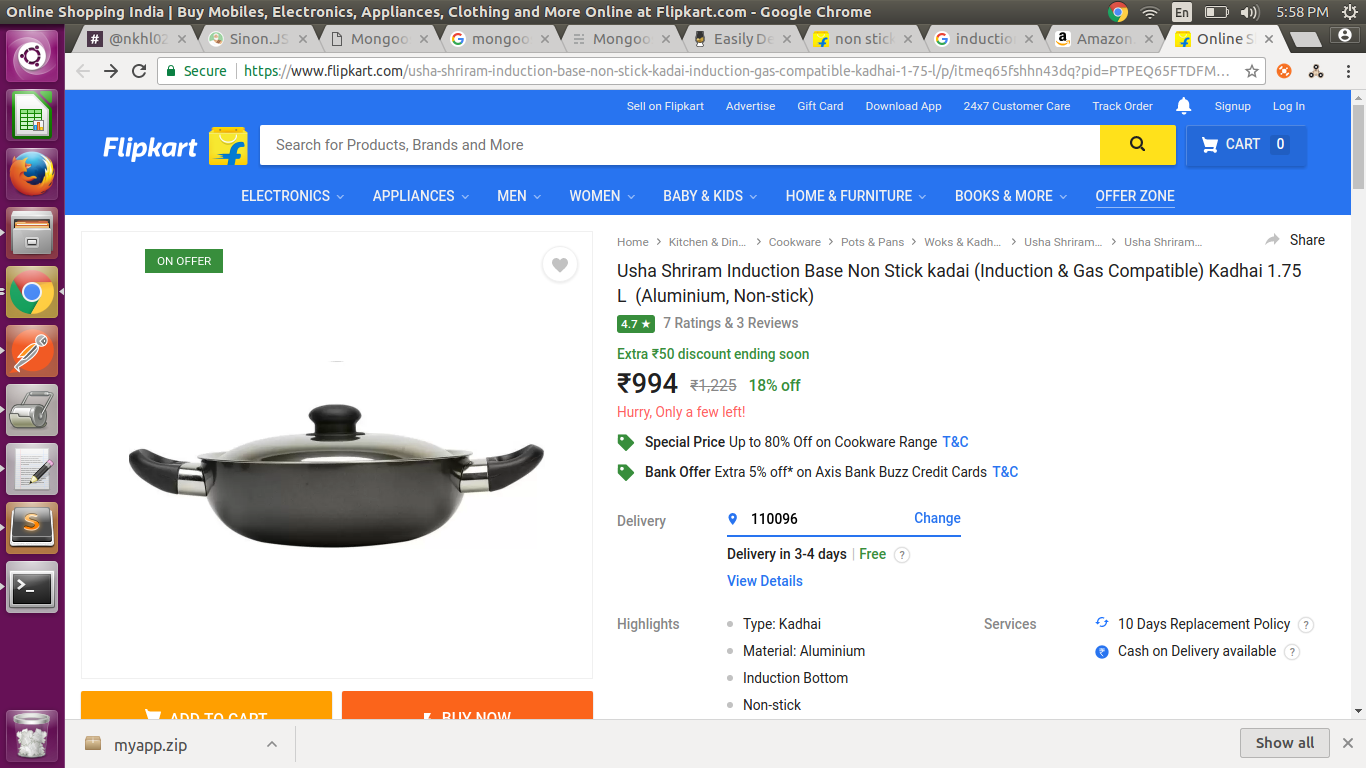 Online Shopping India | Buy Mobiles, Electronics, Appliances, Clothing and More Online at Flipkart.com - Google Chrome
En
5:58 PM
@nkhl02
Sinon.JS
Mongoo
mongoo
Mongoo
Easily De
non stick
inductio
Amazon.
Online S
Secure
https://www.flipkart.com/usha-shriram-induction-base-non-stick-kadai-induction-gas-compatible-kadhai-1-75-l/p/itmeq65fshhn43dq?pid=PTPEQ65FTDFM...
Sell on Flipkart
Advertise
Gift Card
Download App
24x7 Customer Care
Track Order
Signup
Log In
Flipkart
Search for Products, Brands and More
CART 0
ELECTRONICS
APPLIANCES
MEN
WOMEN
BABY & KIDS
HOME & FURNITURE
BOOKS & MORE
OFFER ZONE
ON OFFER
Home > Kitchen & Din... > Cookware > Pots & Pans > Woks & Kadh... > Usha Shriram... > Usha Shriram...
Share
Usha Shriram Induction Base Non Stick kadai (Induction & Gas Compatible) Kadhai 1.75
L (Aluminium, Non-stick)
4.7 ★ 7 Ratings & 3 Reviews
Extra ₹50 discount ending soon
₹994 ₹1,225 18% off
Hurry, Only a few left!
Special Price Up to 80% Off on Cookware Range T&C
Bank Offer Extra 5% off* on Axis Bank Buzz Credit Cards T&C
Delivery
110096
Change
Delivery in 3-4 days | Free ?
View Details
Highlights
Type: Kadhai
Material: Aluminium
Induction Bottom
Non-stick
Services
10 Days Replacement Policy ?
Cash on Delivery available ?
ADD TO CART
BUY NOW
myapp.zip
Show all